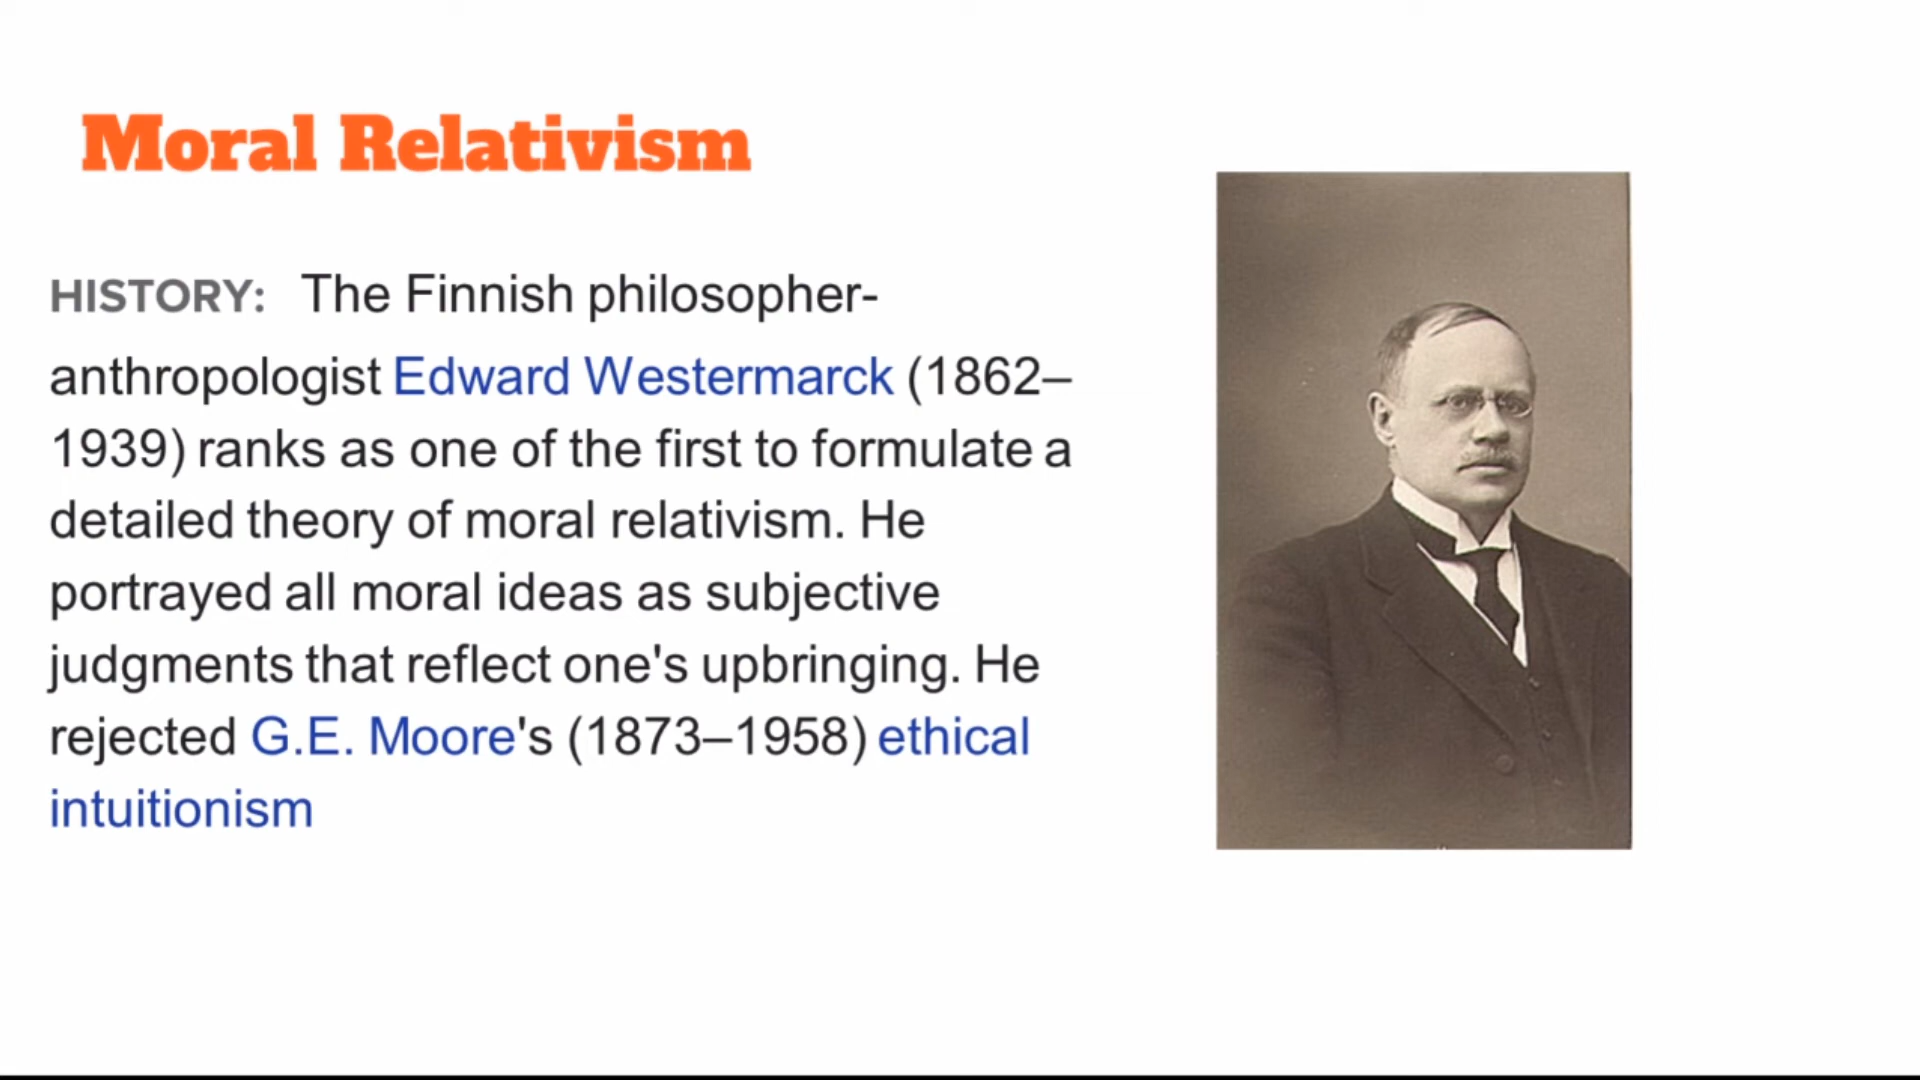 Moral Relativism
HISTORY: The Finnish philosopher-
anthropologist Edward Westermarck (1862–
1939) ranks as one of the first to formulate a
detailed theory of moral relativism. He
portrayed all moral ideas as subjective
judgments that reflect one's upbringing. He
rejected G.E. Moore's (1873–1958) ethical
intuitionism